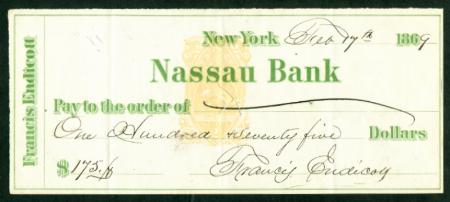 Francis Endicott
New York Feb 17th 1869
Nassau Bank
Pay to the order of
One Hundred & Seventy five Dollars
$175.
Francis Endicott